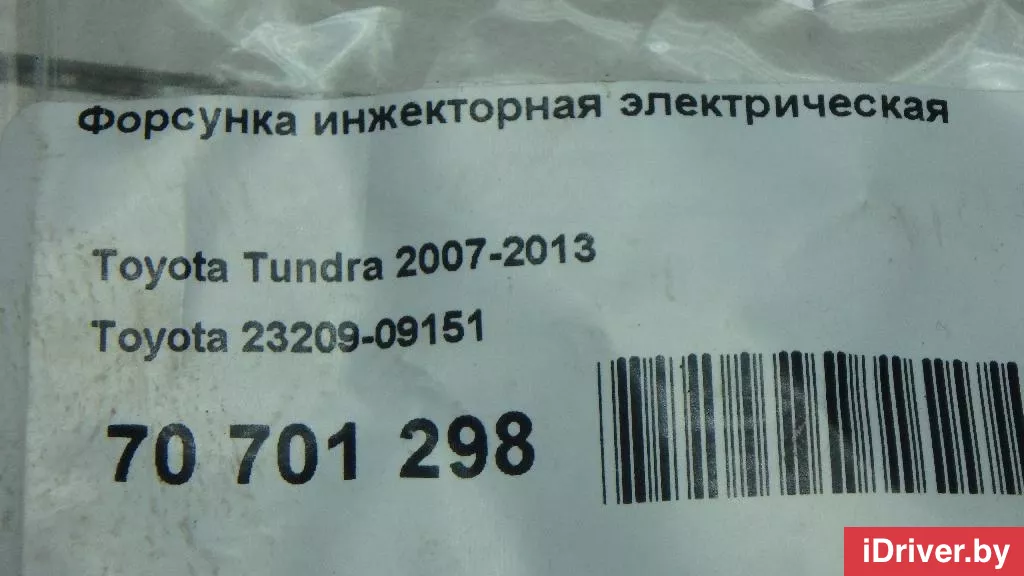 Форсунка инжекторная электрическая
Toyota Tundra 2007-2013
Toyota 23209-09151
70 701 298
iDriver.by